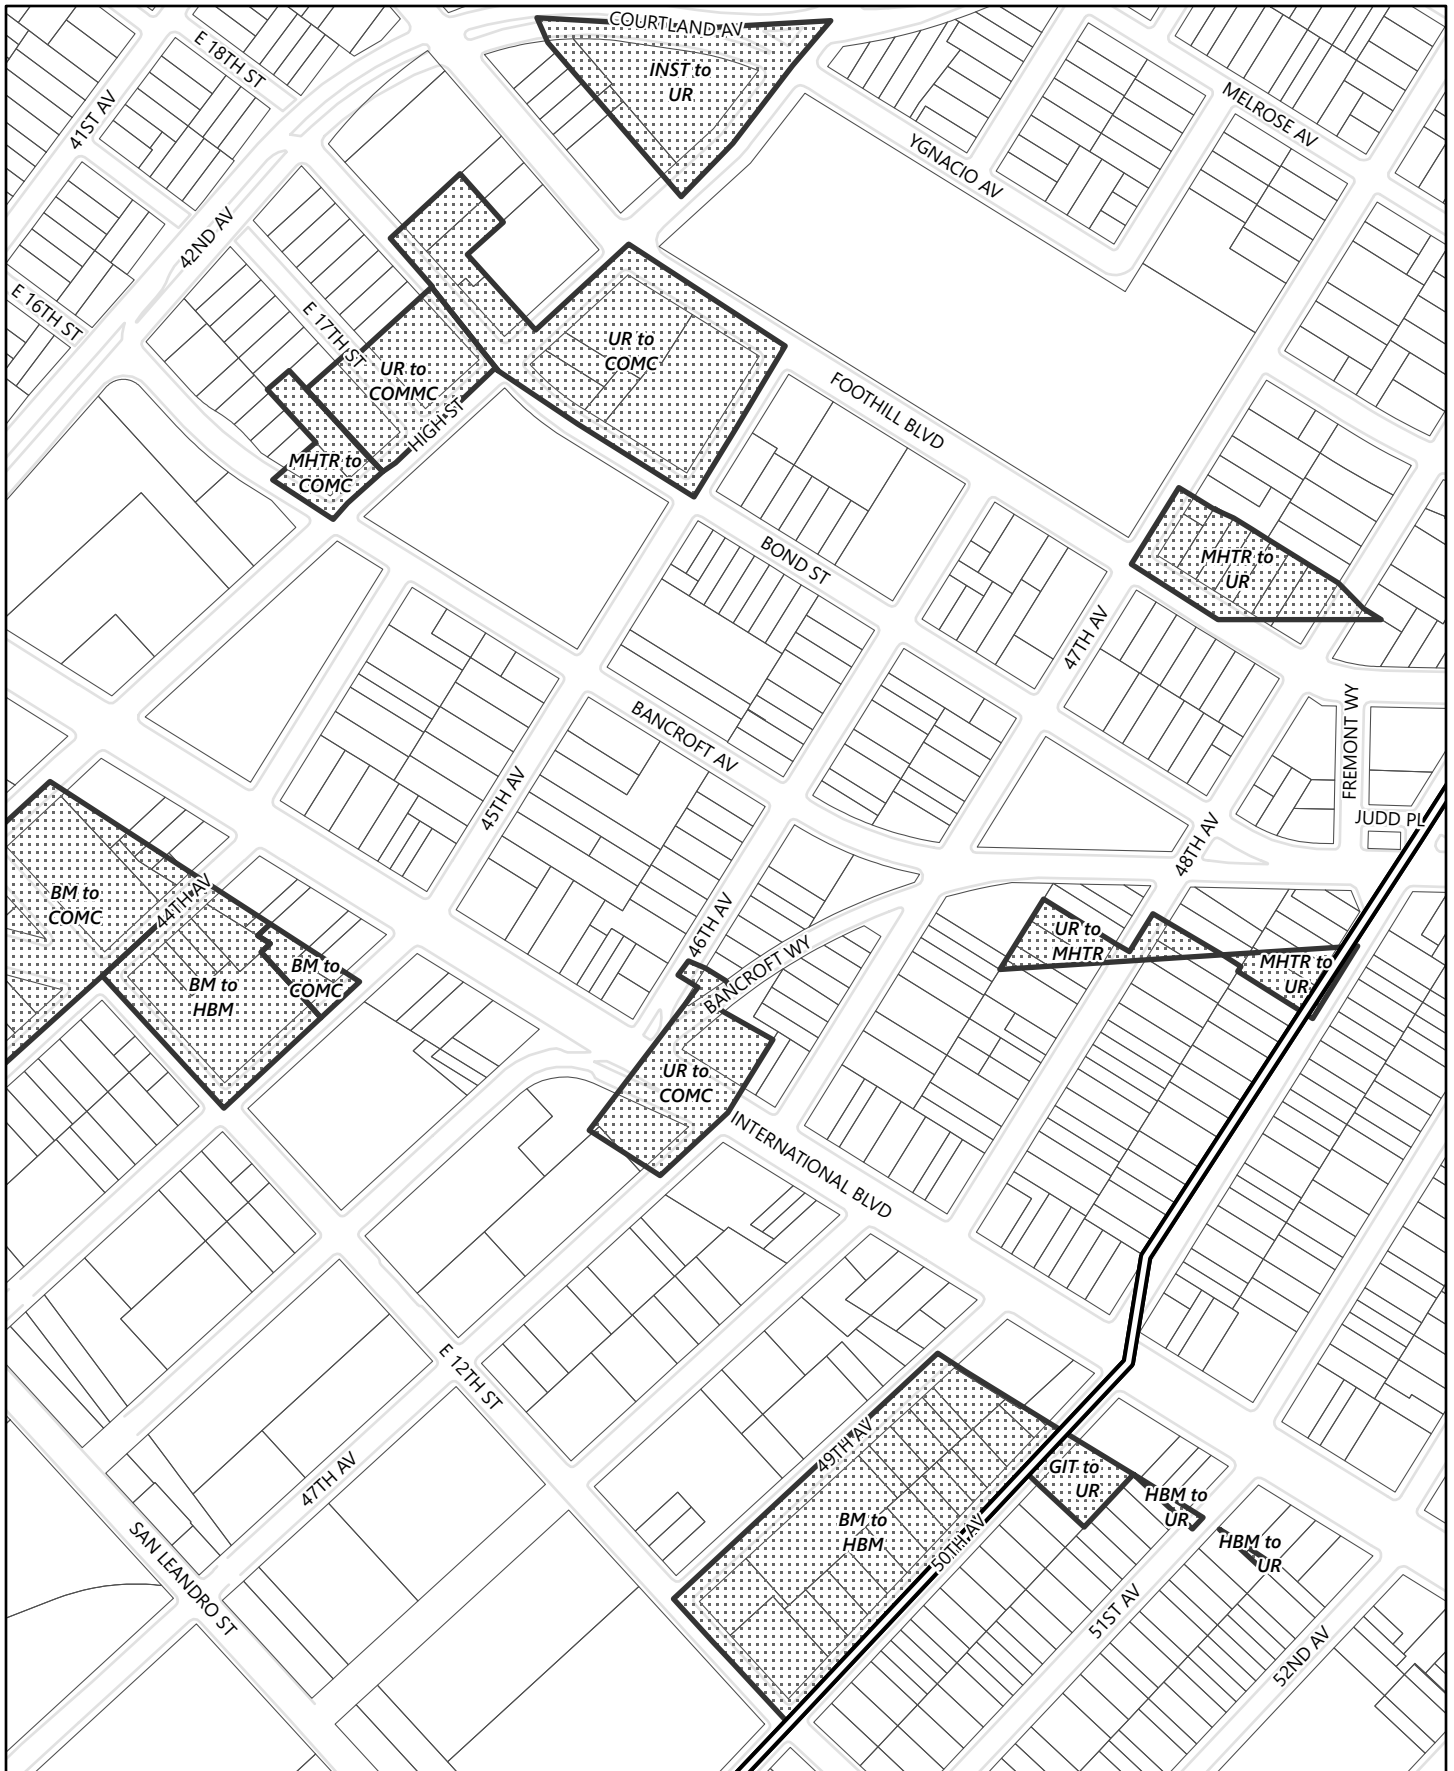 COURTLAND AV
E 18TH ST
INST to
UR
MELROSE AV
41ST AV
YGNACIO AV
42ND AV
E 16TH ST
E 17TH ST
UR to
COMC
UR to
COMMC
FOOTHILL BLVD
HIGH ST
MHTR to
COMC
BOND ST
MHTR to
UR
47TH AV
BANCROFT AV
FREMONT WY
45TH AV
JUDD PL
48TH AV
BM to
COMC
44TH AV
46TH AV
UR to
MHTR
BANCROFT WY
MHTR to
UR
BM to
COMC
BM to
HBM
UR to
COMC
INTERNATIONAL BLVD
E 12TH ST
49TH AV
47TH AV
GIT to
UR
HBM to
UR
BM to
HBM
50TH AV
HBM to
UR
SAN LEANDRO ST
51ST AV
52ND AV